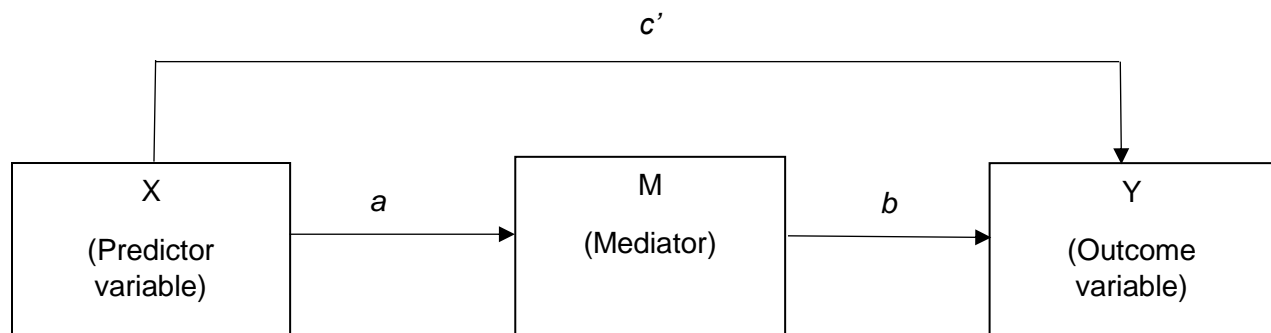 c’
X
(Predictor
variable)
a
M
(Mediator)
b
Y
(Outcome
variable)